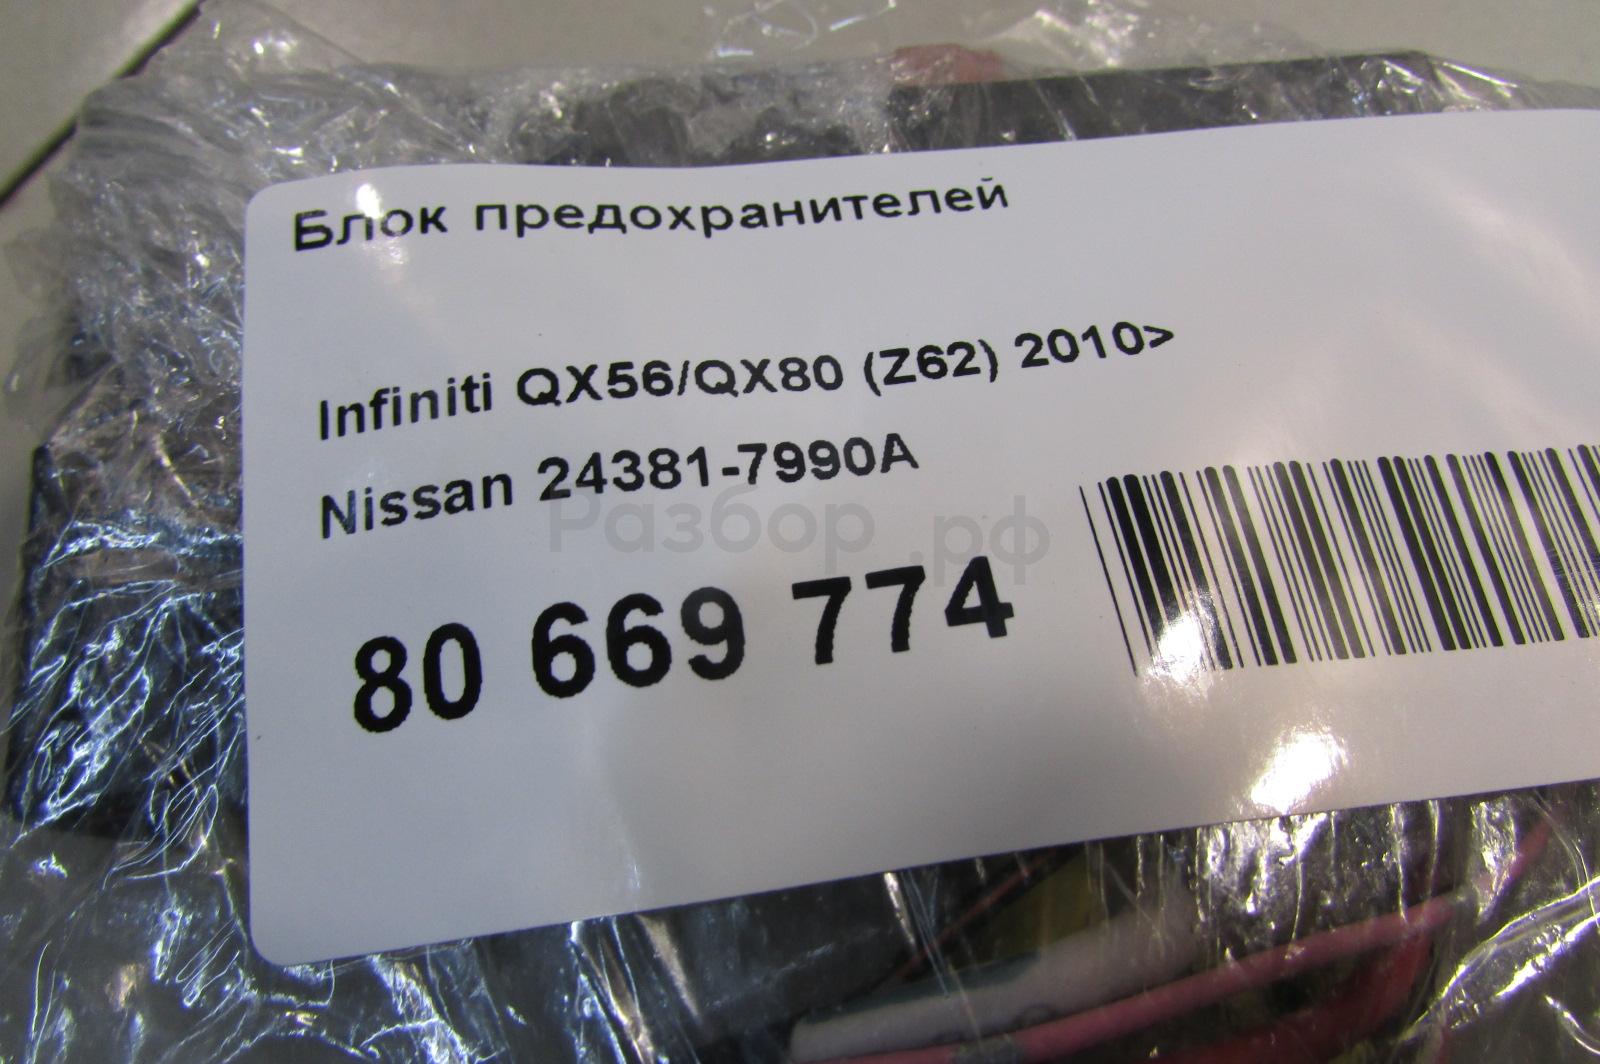 Блок предохранителей
Infiniti QX56/QX80 (Z62) 2010>
Nissan 24381-7990A
Разбор.рф
80 669 774